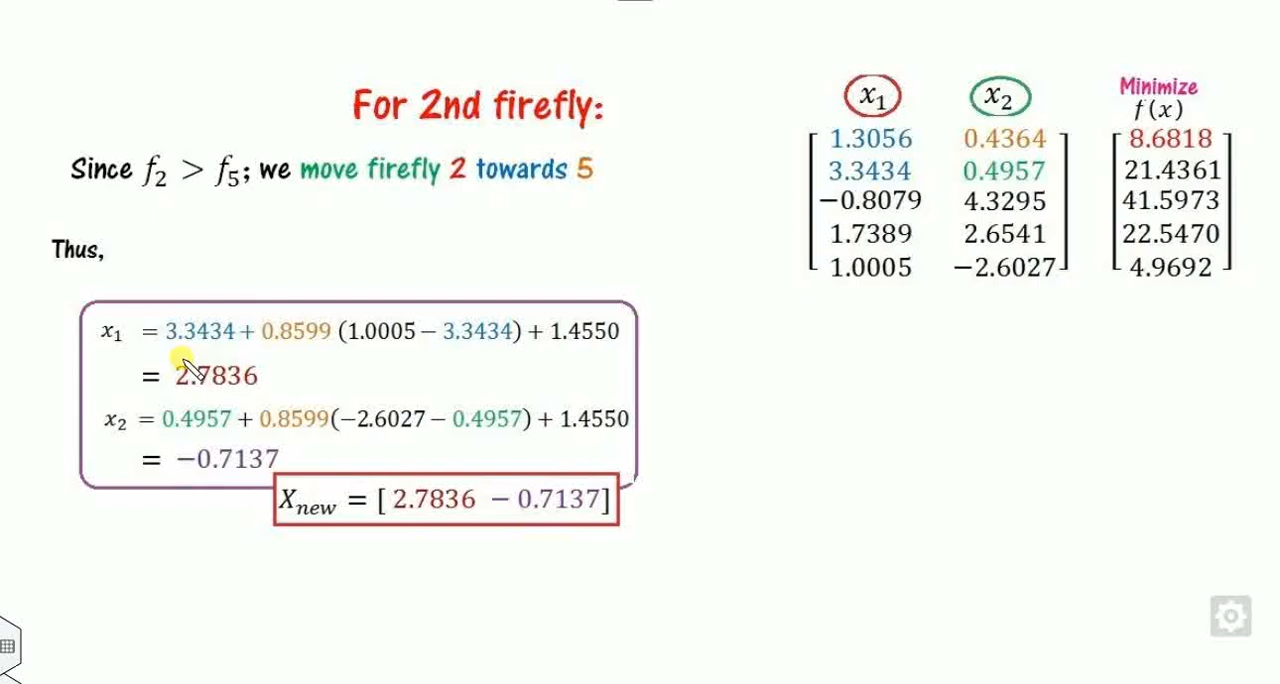 For 2nd firefly:
Since f₂ > f₅; we move firefly 2 towards 5
Thus,
x₁ = 3.3434 + 0.8599 (1.0005 − 3.3434) + 1.4550
= 2.7836
x₂ = 0.4957 + 0.8599(−2.6027 − 0.4957) + 1.4550
= −0.7137
Xₙₑw = [ 2.7836 − 0.7137]
Minimize
x₁ x₂ f(x)
1.3056 0.4364 8.6818
3.3434 0.4957 21.4361
−0.8079 4.3295 41.5973
1.7389 2.6541 22.5470
1.0005 −2.6027 4.9692